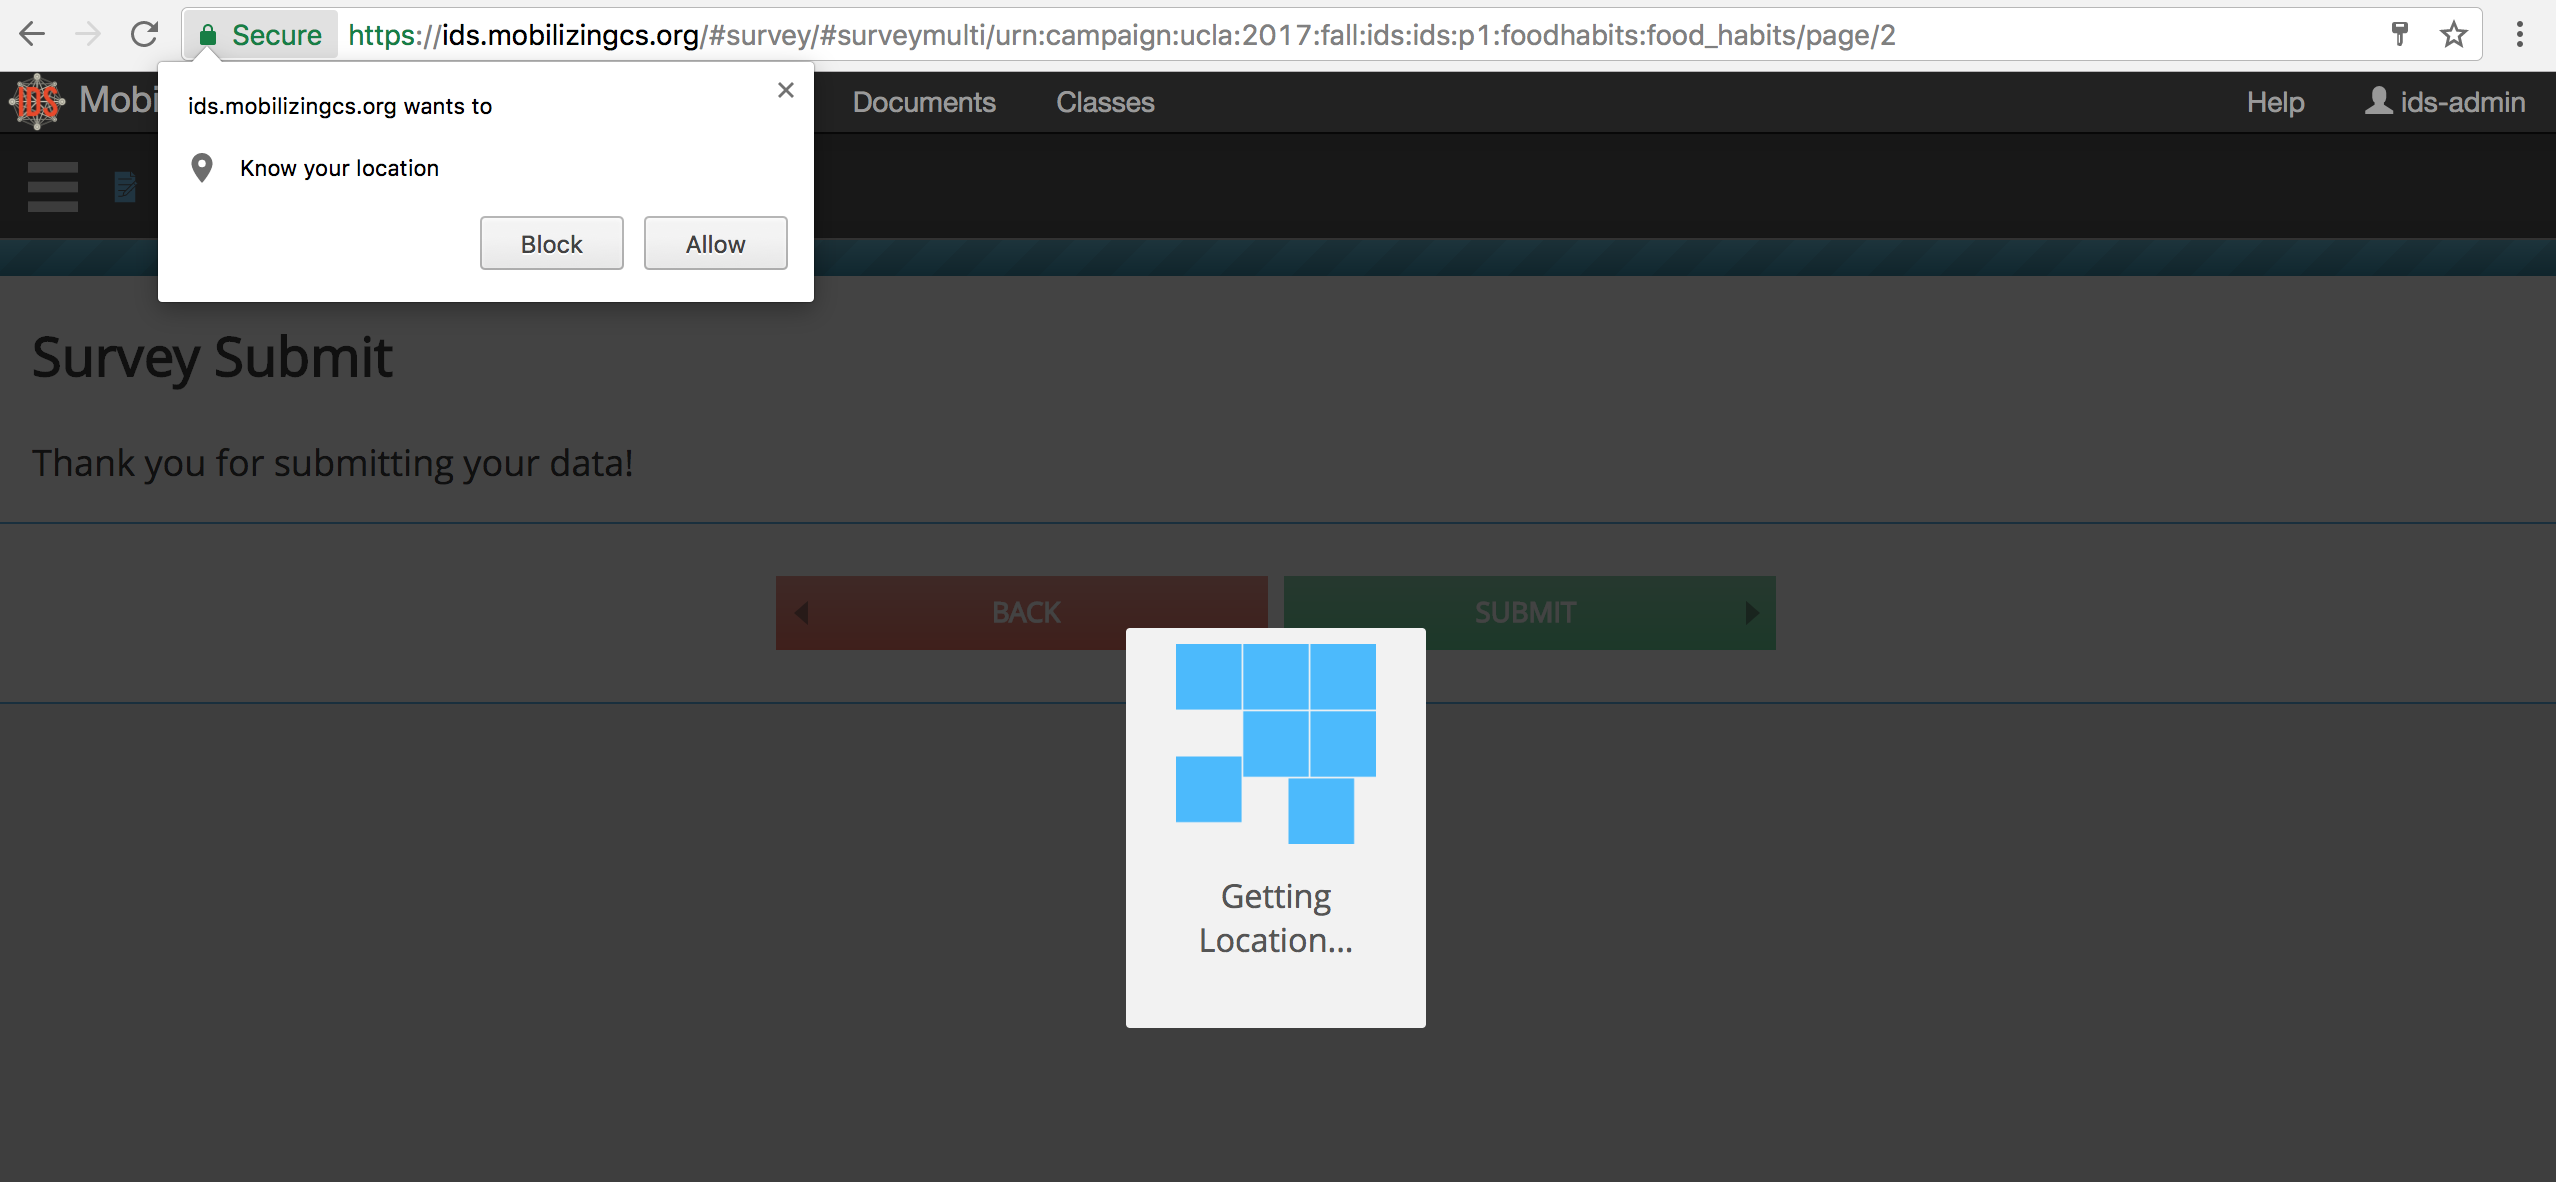 Secure https://ids.mobilizingcs.org/#survey/#surveymulti/urn:campaign:ucla:2017:fall:ids:ids:p1:foodhabits:food_habits/page/2
IDS Mobi Documents Classes Help ids-admin
ids.mobilizingcs.org wants to
Know your location
Block Allow
Survey Submit
Thank you for submitting your data!
BACK SUBMIT
Getting
Location...